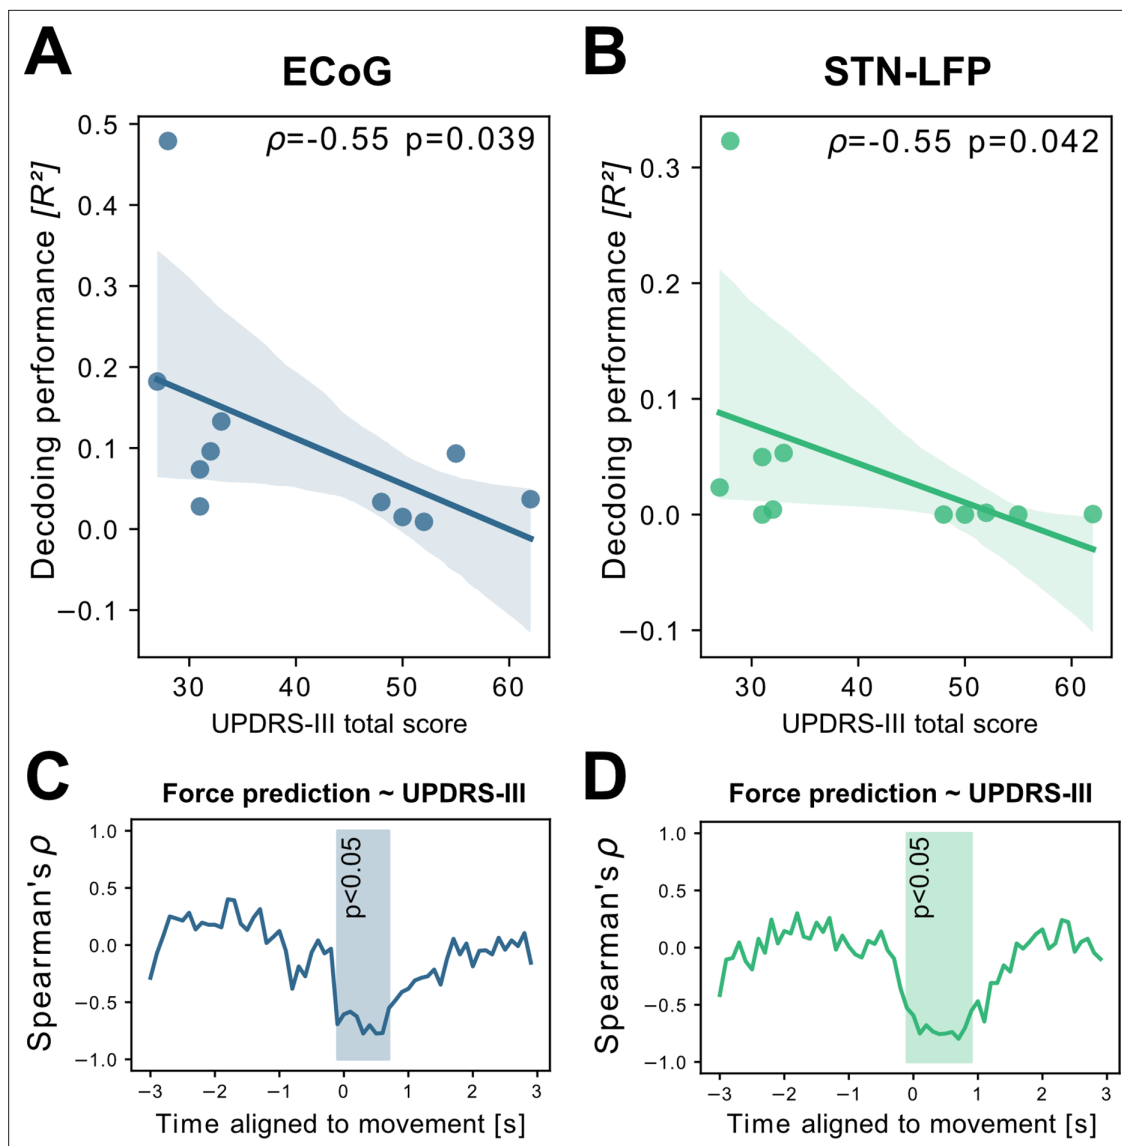 A
ECoG
ρ=-0.55 p=0.039
Decdoing performance [R²]
0.5
0.4
0.3
0.2
0.1
0.0
−0.1
30 40 50 60
UPDRS-III total score
B
STN-LFP
ρ=-0.55 p=0.042
Decdoing performance [R²]
0.3
0.2
0.1
0.0
−0.1
30 40 50 60
UPDRS-III total score
C
Force prediction ~ UPDRS-III
p<0.05
Spearman's ρ
1.0
0.5
0.0
−0.5
−1.0
−3 −2 −1 0 1 2 3
Time aligned to movement [s]
D
Force prediction ~ UPDRS-III
p<0.05
Spearman's ρ
1.0
0.5
0.0
−0.5
−1.0
−3 −2 −1 0 1 2 3
Time aligned to movement [s]